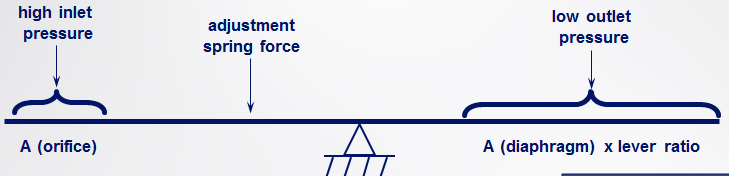 high inlet
pressure
adjustment
spring force
low outlet
pressure
A (orifice)
A (diaphragm) x lever ratio